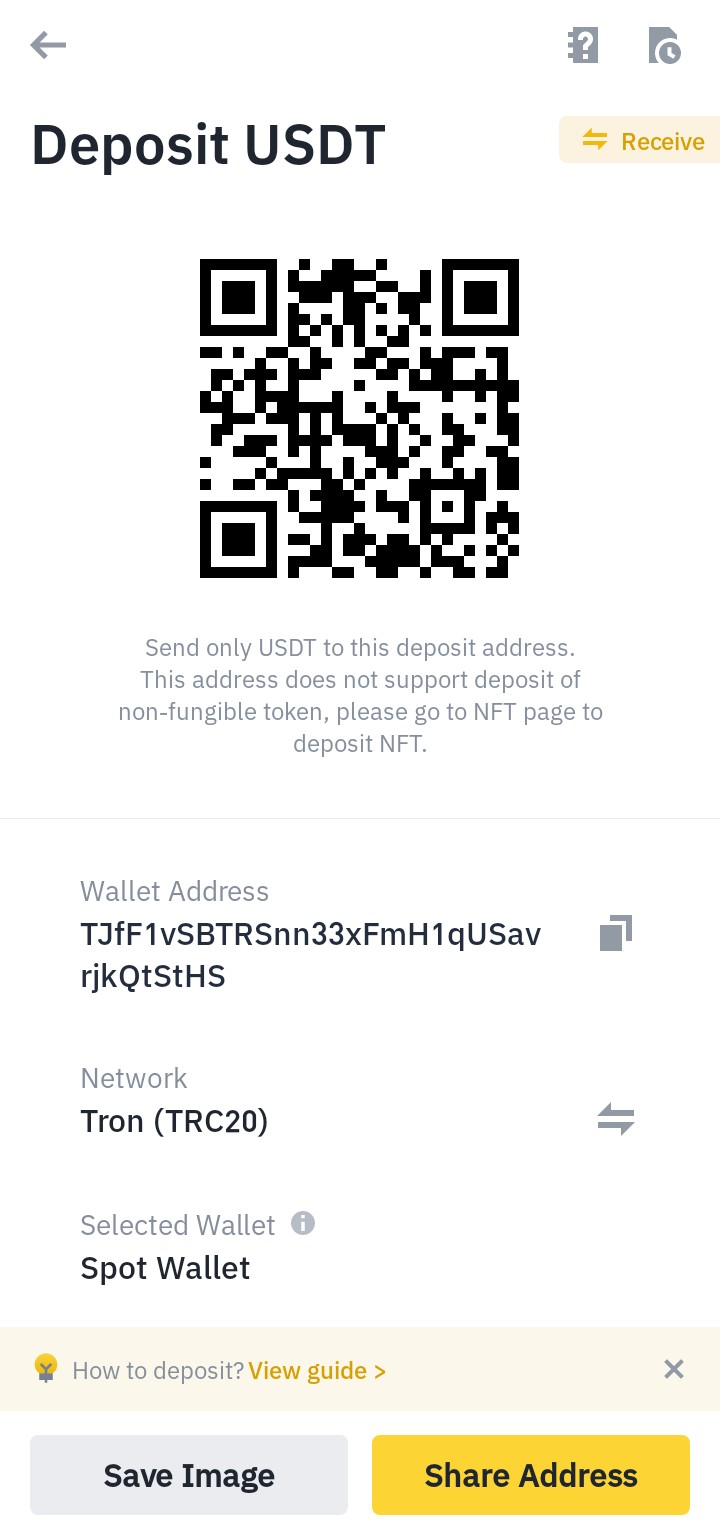 Deposit USDT
Receive
Send only USDT to this deposit address.
This address does not support deposit of
non-fungible token, please go to NFT page to
deposit NFT.
Wallet Address
TJfF1vSBTRSnn33xFmH1qUSav
rjkQtStHS
Network
Tron (TRC20)
Selected Wallet
Spot Wallet
How to deposit? View guide >
Save Image
Share Address